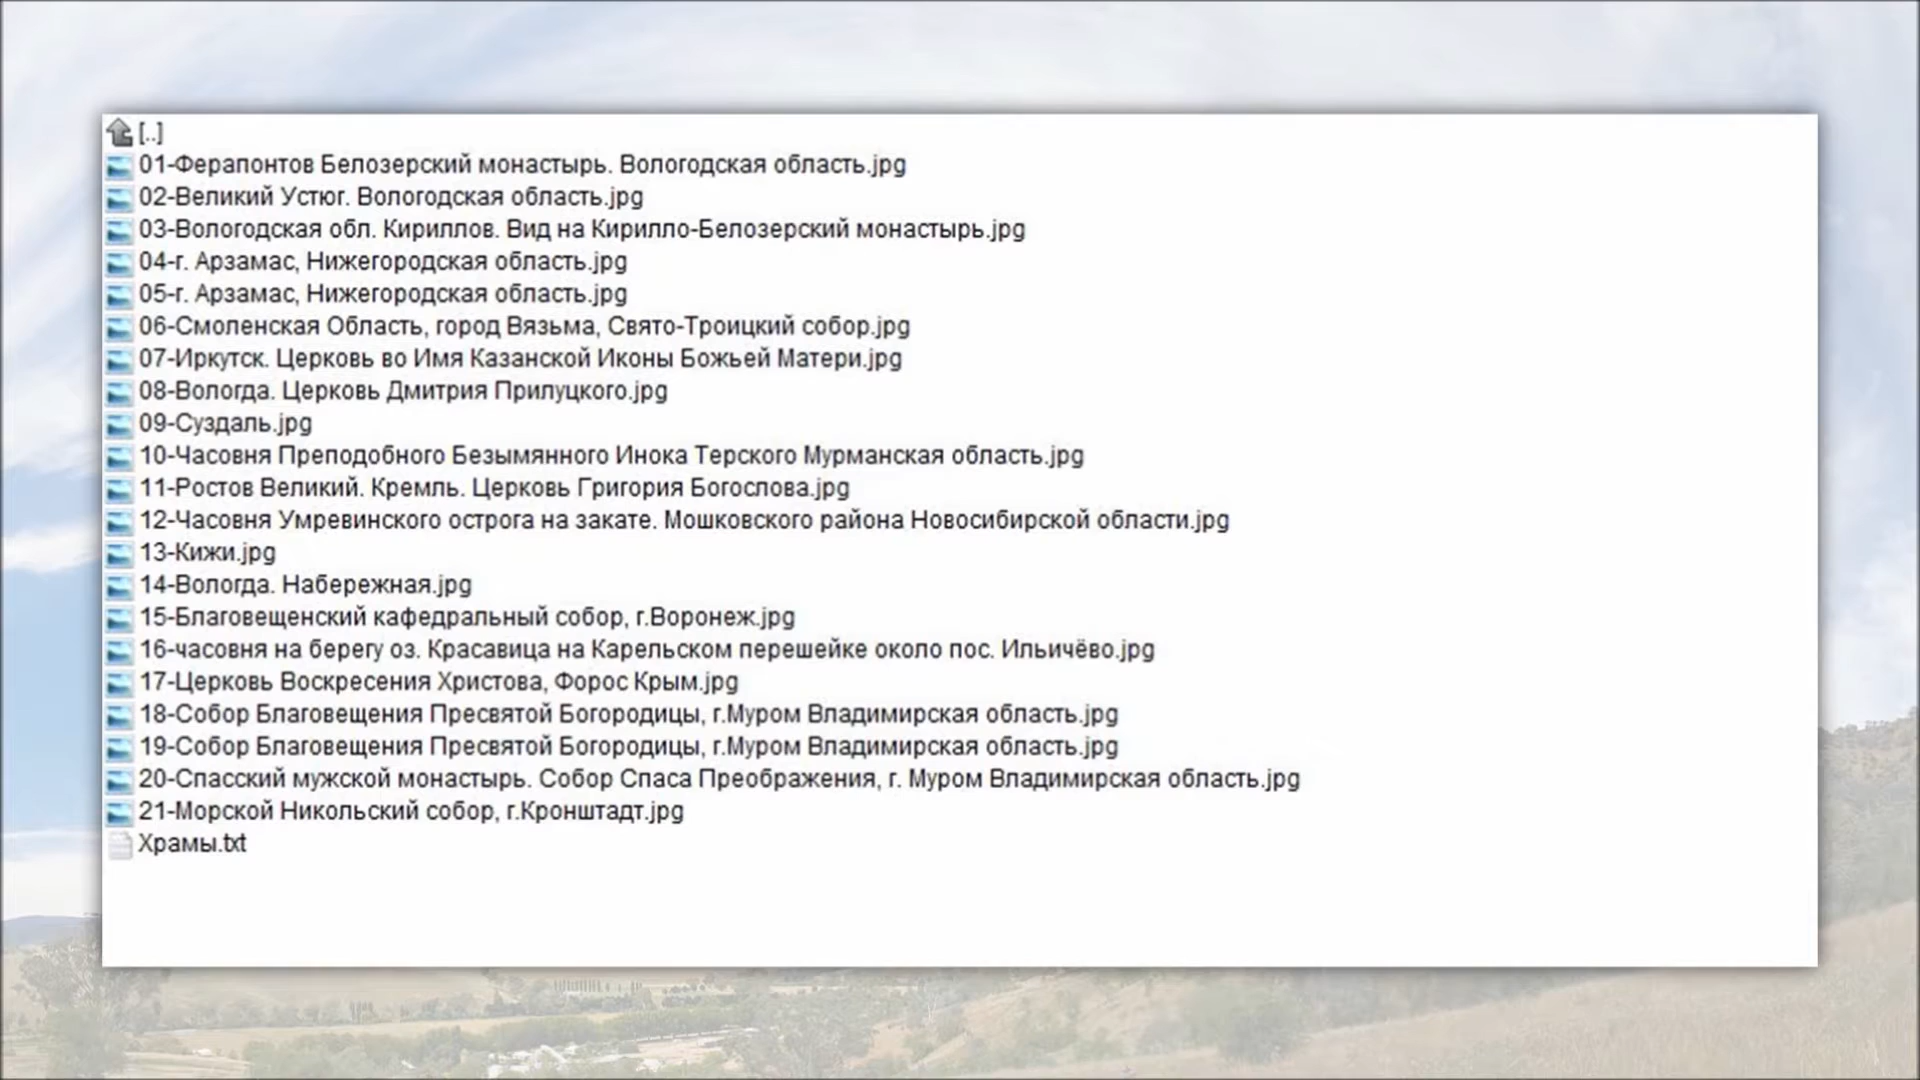 [..]
01-Ферапонтов Белозерский монастырь. Вологодская область.jpg
02-Великий Устюг. Вологодская область.jpg
03-Вологодская обл. Кириллов. Вид на Кирилло-Белозерский монастырь.jpg
04-г. Арзамас, Нижегородская область.jpg
05-г. Арзамас, Нижегородская область.jpg
06-Смоленская Область, город Вязьма, Свято-Троицкий собор.jpg
07-Иркутск. Церковь во Имя Казанской Иконы Божьей Матери.jpg
08-Вологда. Церковь Дмитрия Прилуцкого.jpg
09-Суздаль.jpg
10-Часовня Преподобного Безымянного Инока Терского Мурманская область.jpg
11-Ростов Великий. Кремль. Церковь Григория Богослова.jpg
12-Часовня Умревинского острога на закате. Мошковского района Новосибирской области.jpg
13-Кижи.jpg
14-Вологда. Набережная.jpg
15-Благовещенский кафедральный собор, г.Воронеж.jpg
16-часовня на берегу оз. Красавица на Карельском перешейке около пос. Ильичёво.jpg
17-Церковь Воскресения Христова, Форос Крым.jpg
18-Собор Благовещения Пресвятой Богородицы, г.Муром Владимирская область.jpg
19-Собор Благовещения Пресвятой Богородицы, г.Муром Владимирская область.jpg
20-Спасский мужской монастырь. Собор Спаса Преображения, г. Муром Владимирская область.jpg
21-Морской Никольский собор, г.Кронштадт.jpg
Храмы.txt